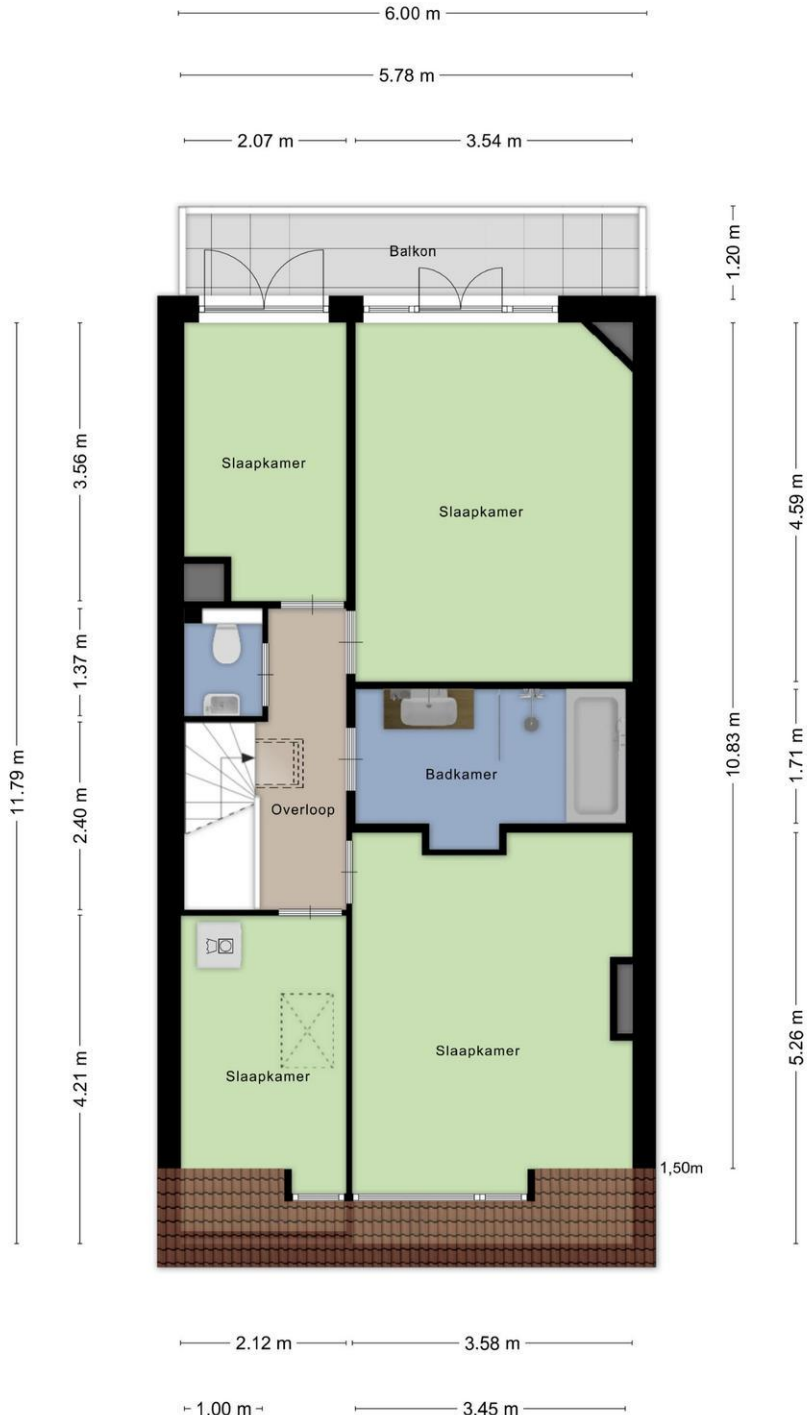 6.00 m
5.78 m
2.07 m
3.54 m
Balkon
1.20 m
3.56 m
4.59 m
Slaapkamer
Slaapkamer
1.37 m
11.79 m
10.83 m
1.71 m
Badkamer
2.40 m
Overloop
4.21 m
5.26 m
Slaapkamer
Slaapkamer
1,50m
2.12 m
3.58 m
1.00 m
3.45 m